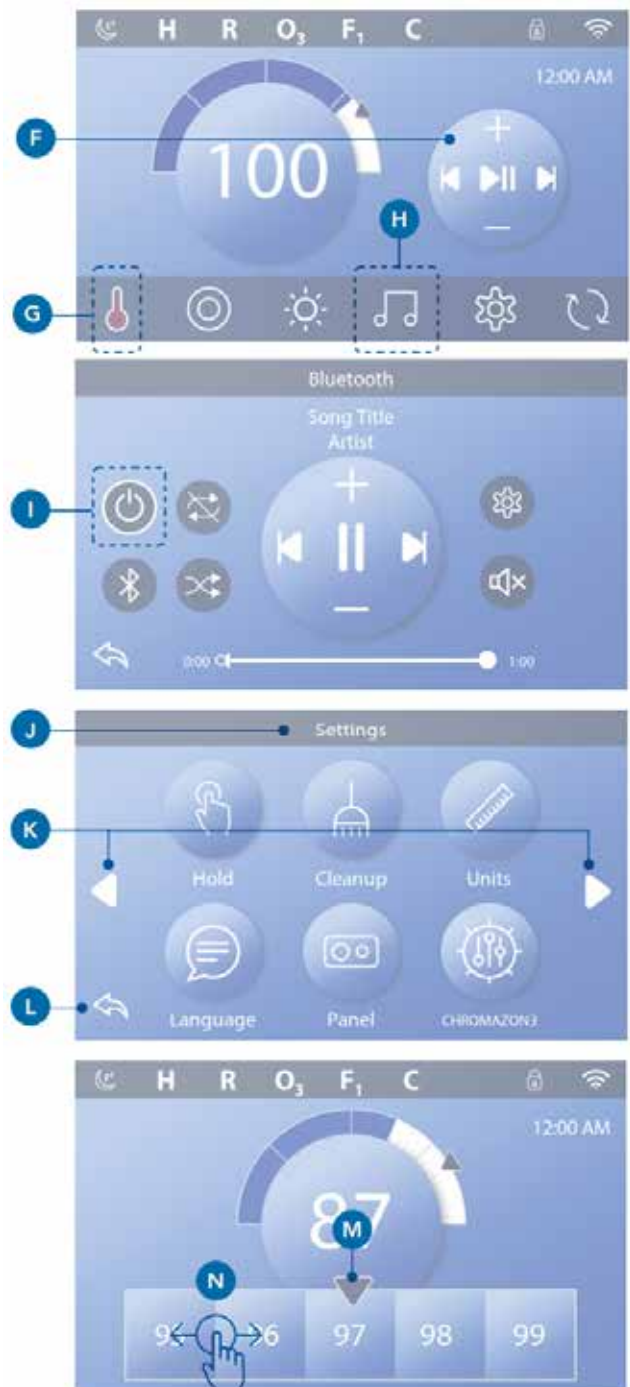 H R O₃ F₁ C
12:00 AM
F
100
H
G
Bluetooth
Song Title
Artist
I
0:00 1:00
J
Settings
K
Hold Cleanup Units
L
Language Panel CHROMAZON3
H R O₃ F₁ C
12:00 AM
87
M
N
97 98 99